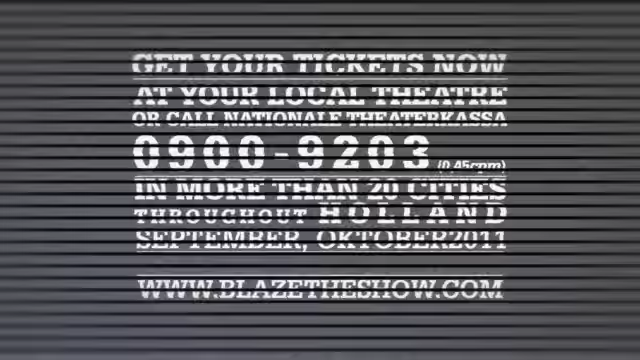 GET YOUR TICKETS NOW
AT YOUR LOCAL THEATRE
OR CALL NATIONALE THEATERKASSA
0900-9203 (0,45cpm)
IN MORE THAN 20 CITIES
THROUGHOUT HOLLAND
SEPTEMBER, OKTOBER2011
WWW.BLAZETHESHOW.COM